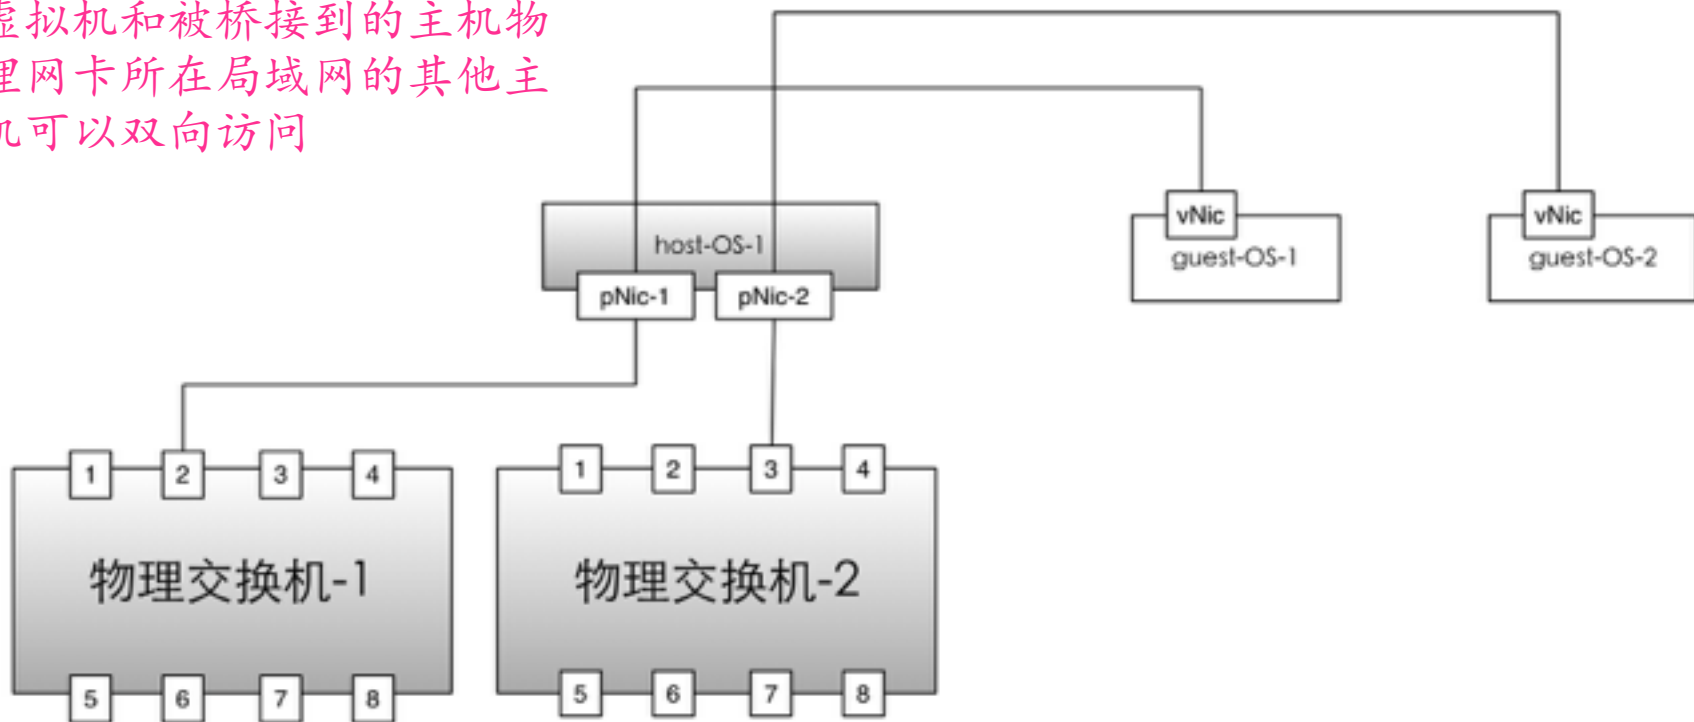 虚拟机和被桥接到的主机物
理网卡所在局域网的其他主
机可以双向访问
vNic
vNic
host-OS-1
guest-OS-1
guest-OS-2
pNic-1
pNic-2
1
2
3
4
1
2
3
4
物理交换机-1
物理交换机-2
5
6
7
8
5
6
7
8